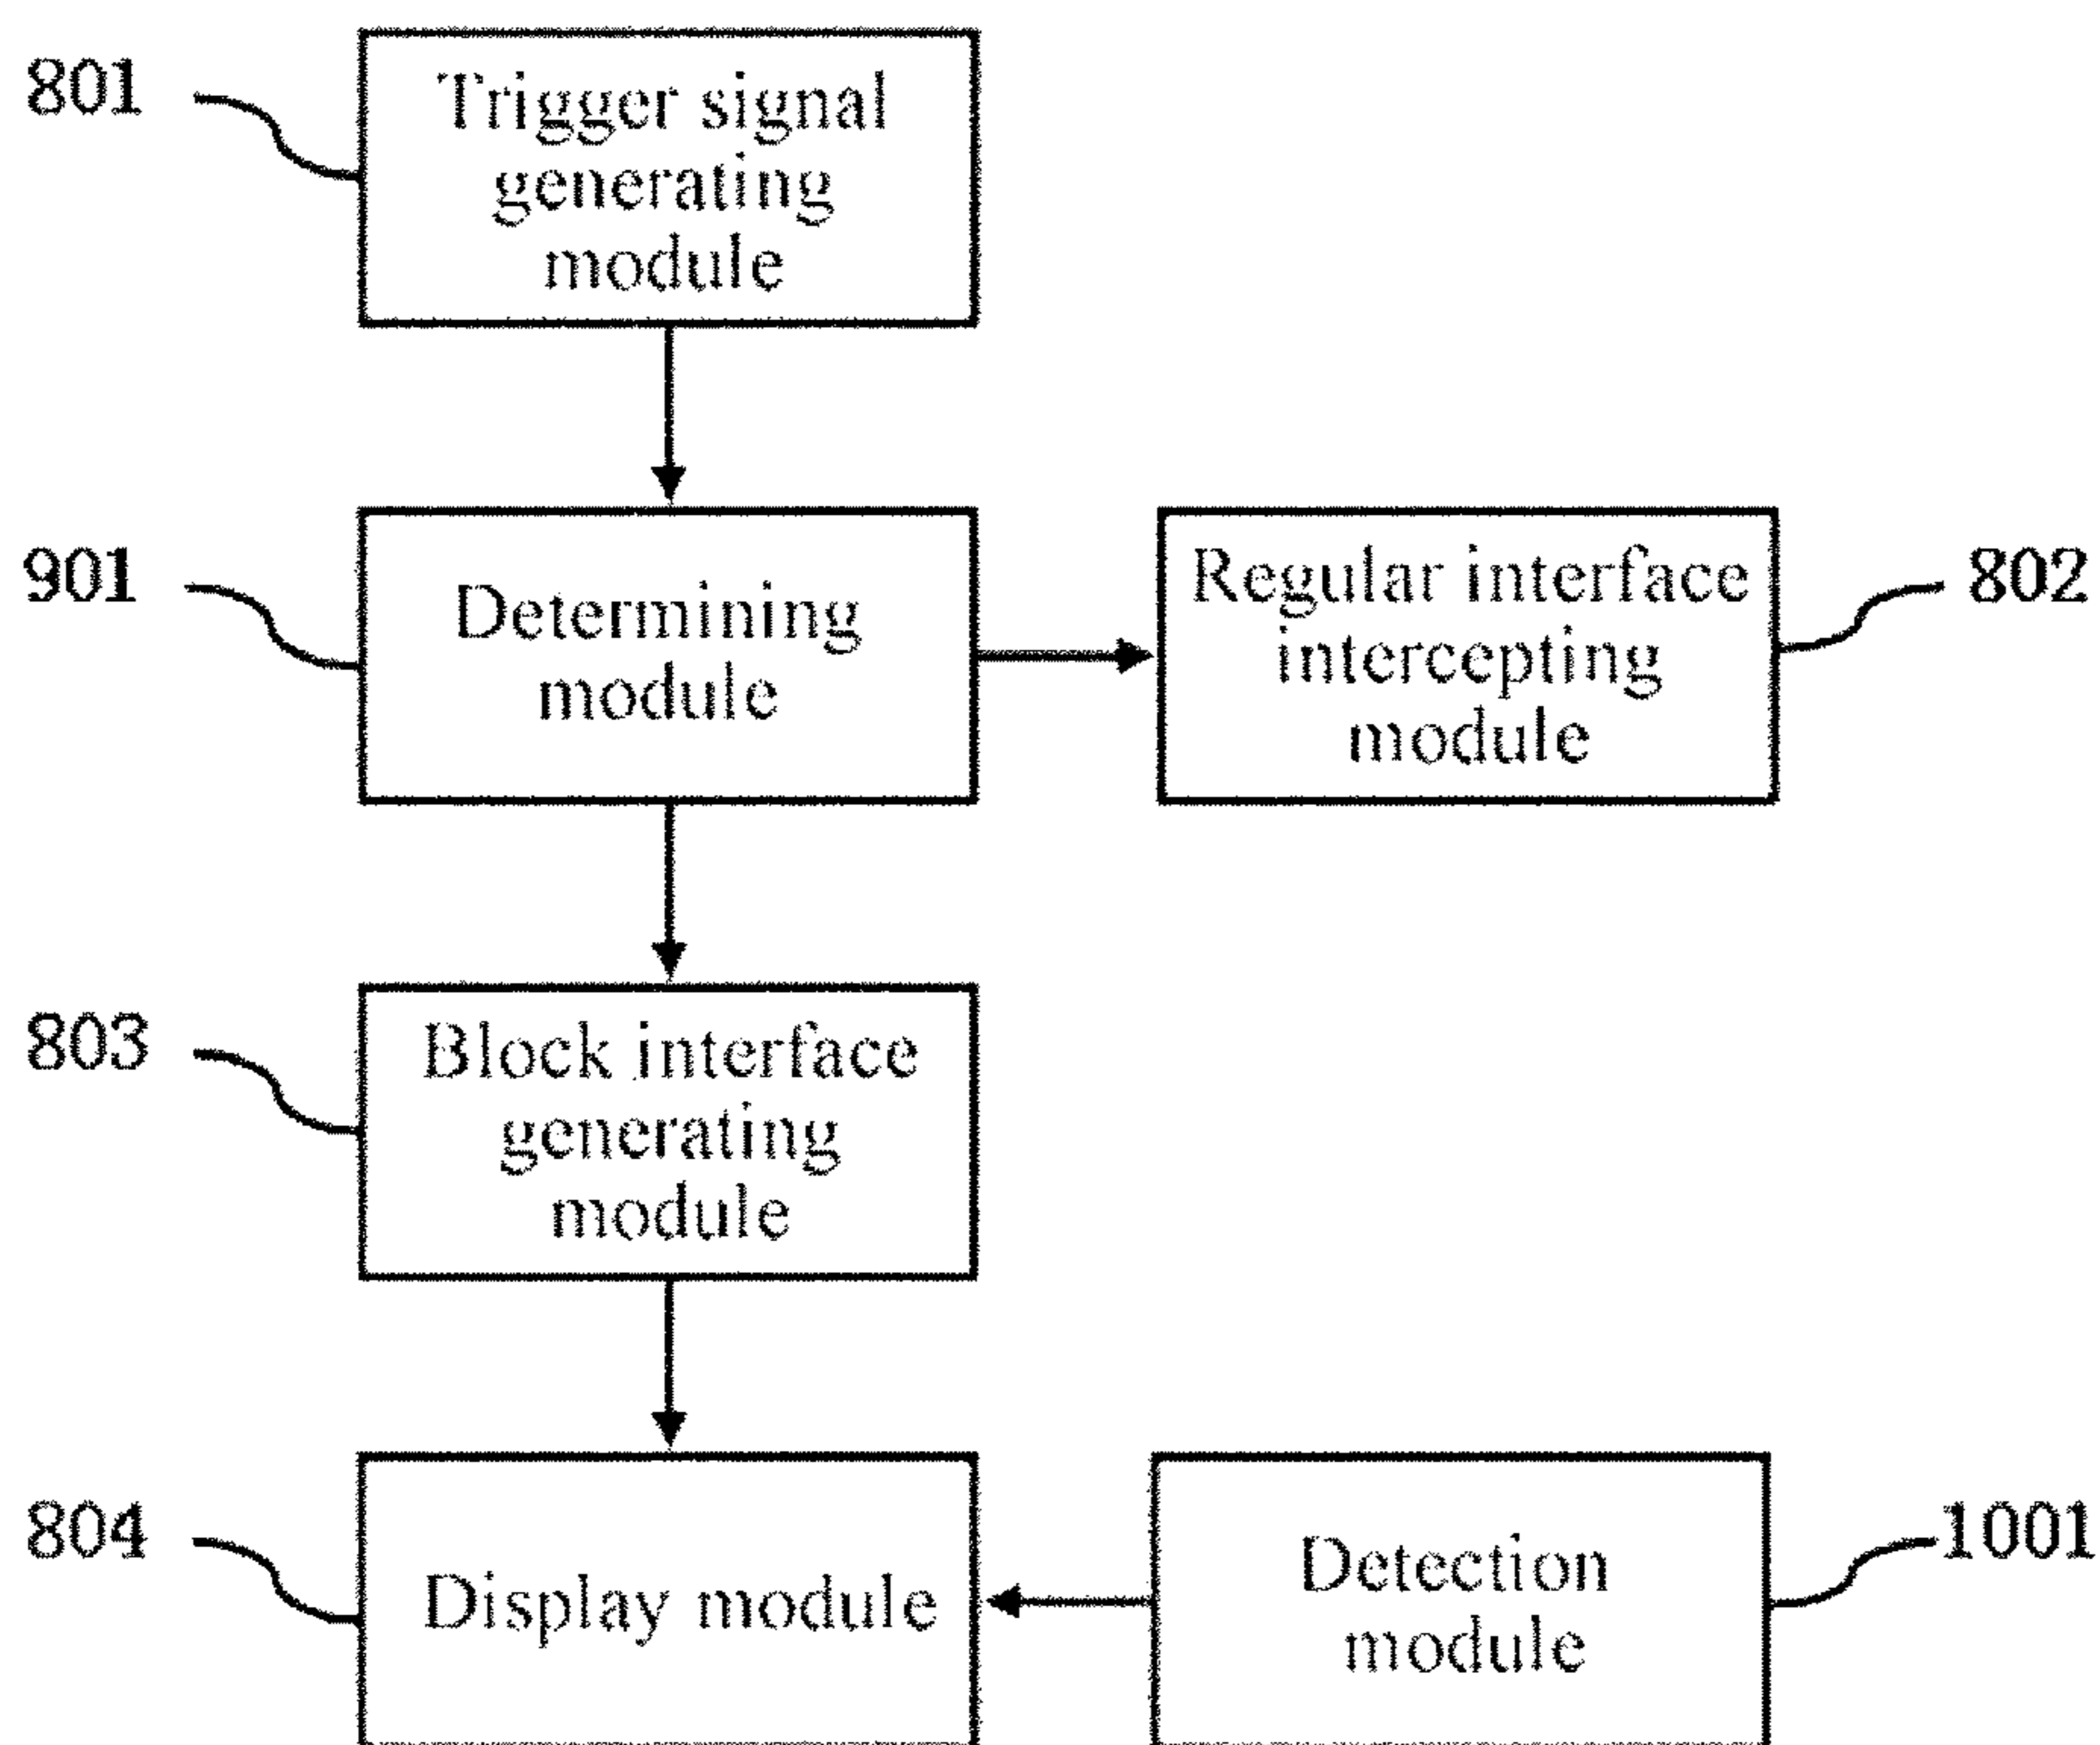 801
Trigger signal
generating
module
901
Determining
module
Regular interface
intercepting
module
802
803
Block interface
generating
module
804
Display module
Detection
module
1001